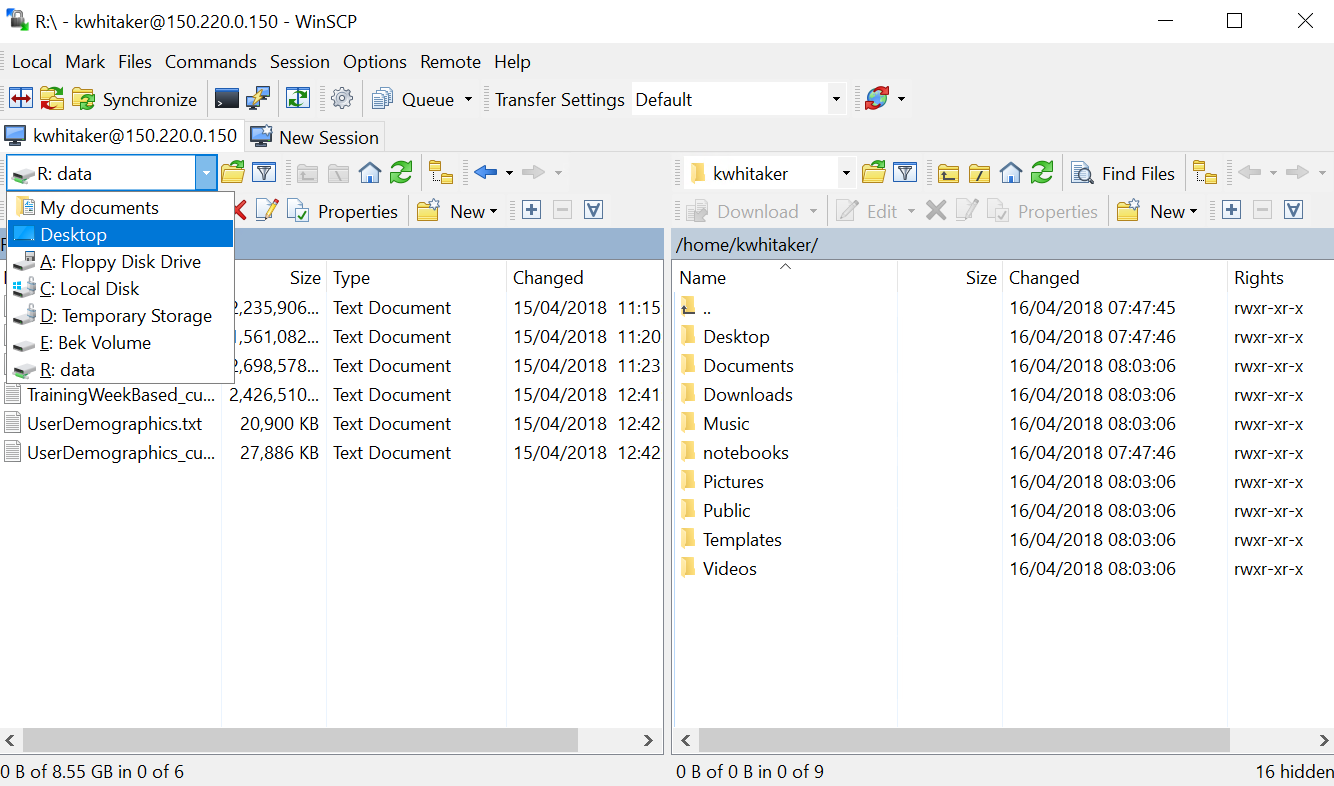 R:\ - kwhitaker@150.220.0.150 - WinSCP
Local Mark Files Commands Session Options Remote Help
Synchronize Queue Transfer Settings Default
kwhitaker@150.220.0.150 New Session
R: data
My documents
Desktop
A: Floppy Disk Drive
C: Local Disk
D: Temporary Storage
E: Bek Volume
R: data
Properties New
Size Type Changed
2,235,906... Text Document 15/04/2018 11:15
1,561,082... Text Document 15/04/2018 11:20
2,698,578... Text Document 15/04/2018 11:23
TrainingWeekBased_cu... 2,426,510... Text Document 15/04/2018 12:41
UserDemographics.txt 20,900 KB Text Document 15/04/2018 12:42
UserDemographics_cu... 27,886 KB Text Document 15/04/2018 12:42
0 B of 8.55 GB in 0 of 6
kwhitaker Find Files
Download Edit Properties New
/home/kwhitaker/
Name Size Changed Rights
.. 16/04/2018 07:47:45 rwxr-xr-x
Desktop 16/04/2018 07:47:46 rwxr-xr-x
Documents 16/04/2018 08:03:06 rwxr-xr-x
Downloads 16/04/2018 08:03:06 rwxr-xr-x
Music 16/04/2018 08:03:06 rwxr-xr-x
notebooks 16/04/2018 07:47:46 rwxr-xr-x
Pictures 16/04/2018 08:03:06 rwxr-xr-x
Public 16/04/2018 08:03:06 rwxr-xr-x
Templates 16/04/2018 08:03:06 rwxr-xr-x
Videos 16/04/2018 08:03:06 rwxr-xr-x
0 B of 0 B in 0 of 9 16 hidden